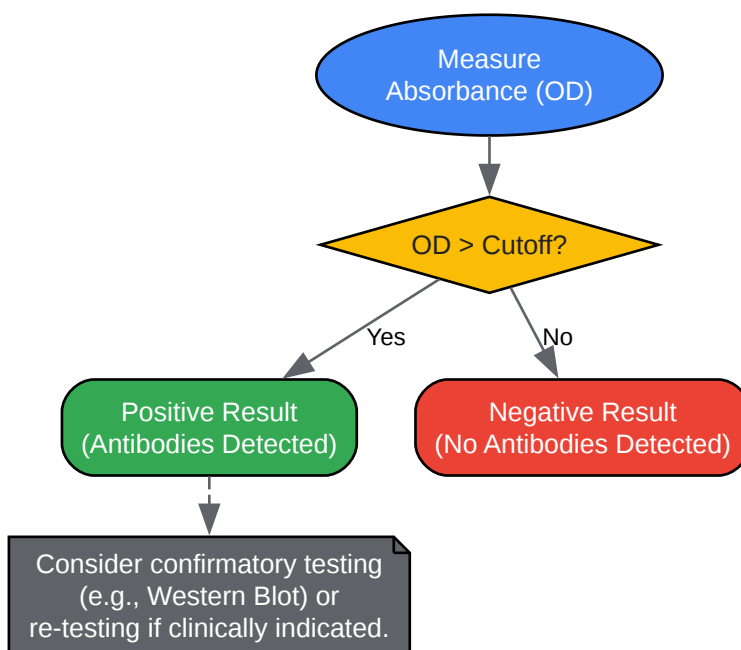 Measure
Absorbance (OD)
OD > Cutoff?
Yes
No
Positive Result
(Antibodies Detected)
Negative Result
(No Antibodies Detected)
Consider confirmatory testing
(e.g., Western Blot) or
re-testing if clinically indicated.